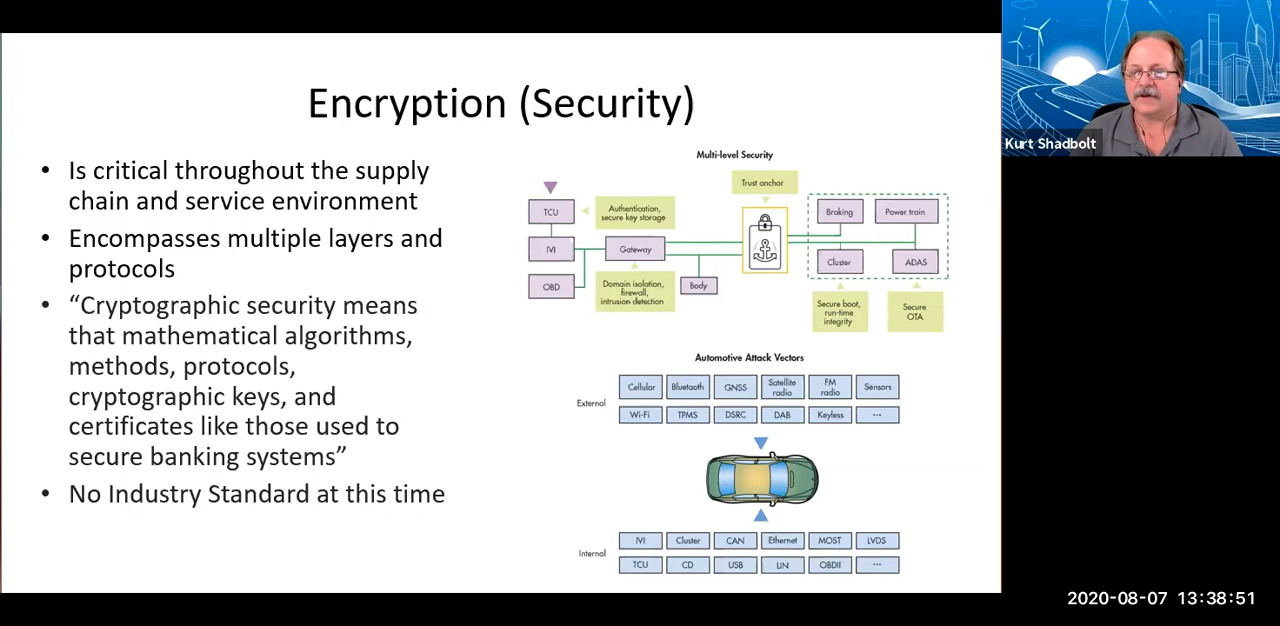 Encryption (Security)
• Is critical throughout the supply
chain and service environment
• Encompasses multiple layers and
protocols
• “Cryptographic security means
that mathematical algorithms,
methods, protocols,
cryptographic keys, and
certificates like those used to
secure banking systems”
• No Industry Standard at this time
Multi-level Security
Trust anchor
TCU
Authentication,
secure key storage
Braking
Power train
IVI
Gateway
Cluster
ADAS
OBD
Domain isolation,
firewall,
intrusion detection
Body
Secure boot,
run-time
integrity
Secure
OTA
Automotive Attack Vectors
External
Cellular
Bluetooth
GNSS
Satellite
radio
FM
radio
Sensors
Wi-Fi
TPMS
DSRC
DAB
Keyless
...
Internal
IVI
Cluster
CAN
Ethernet
MOST
LVDS
TCU
CD
USB
LIN
OBDII
...
Kurt Shadbolt
2020-08-07 13:38:51